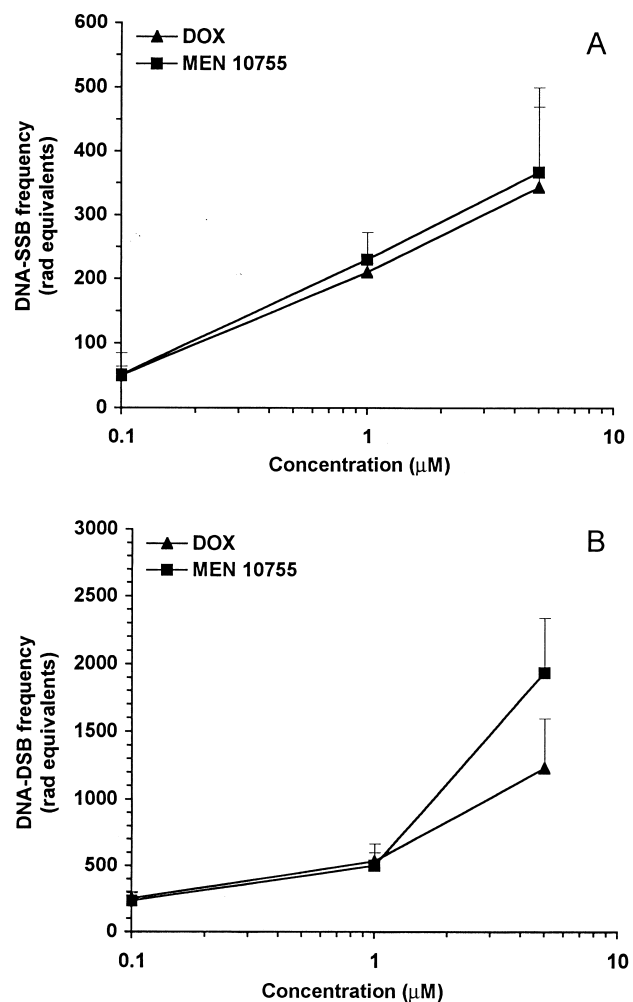 A
DOX
MEN 10755
600
500
400
300
200
100
0
DNA-SSB frequency
(rad equivalents)
0.1 1 10
Concentration (μM)
B
DOX
MEN 10755
3000
2500
2000
1500
1000
500
0
DNA-DSB frequency
(rad equivalents)
0.1 1 10
Concentration (μM)